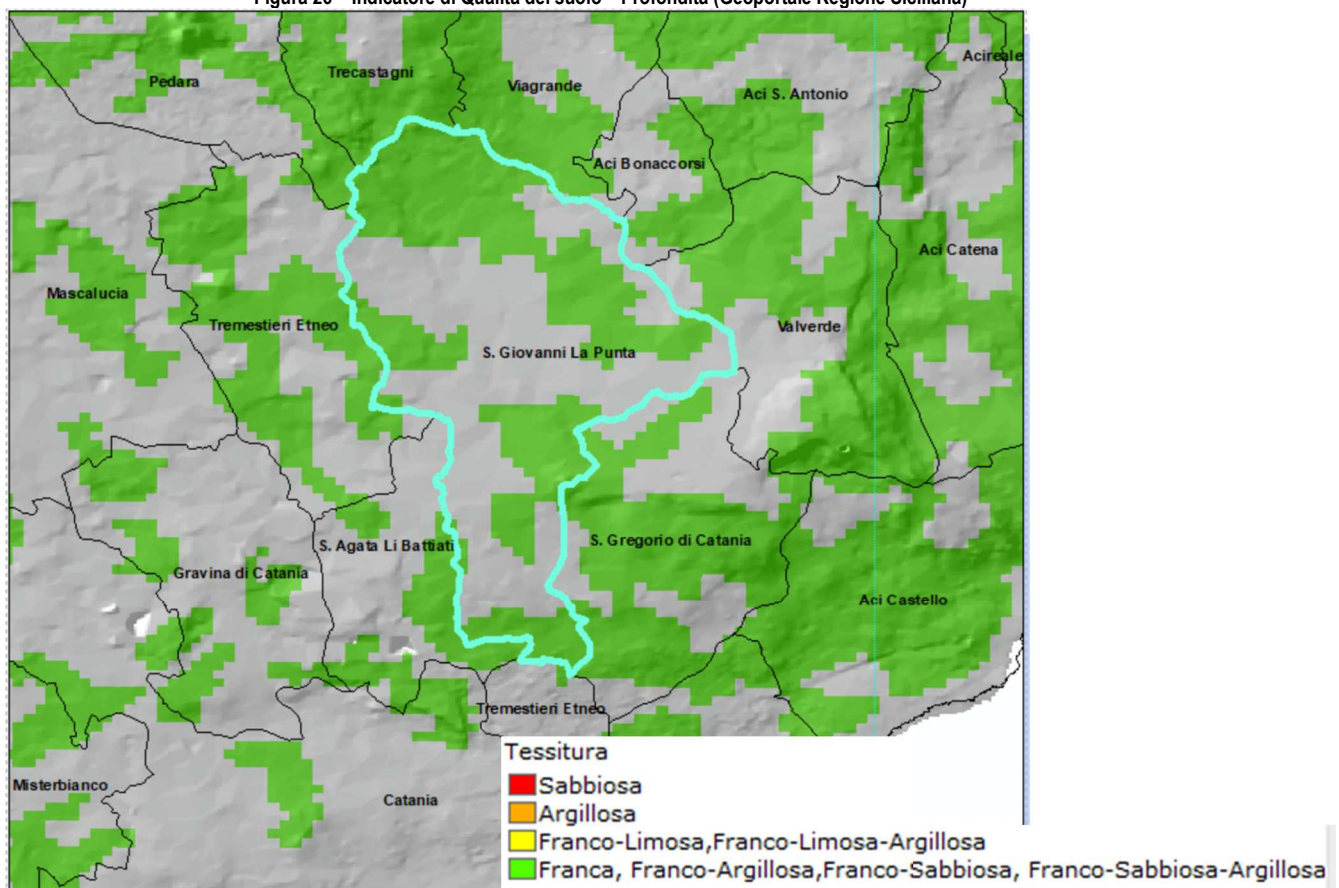 Figura 20 – Indicatore di Qualità del suolo – Profondità (Geoportale Regione Siciliana)
Acireale
Trecastagni
Pedara
Viagrande
Aci S. Antonio
Aci Bonaccorsi
Aci Catena
Mascalucia
Tremestieri Etneo
Valverde
S. Giovanni La Punta
S. Gregorio di Catania
S. Agata Li Battiati
Gravina di Catania
Aci Castello
Tremestieri Etneo
Misterbianco
Catania
Tessitura
Sabbiosa
Argillosa
Franco-Limosa,Franco-Limosa-Argillosa
Franca, Franco-Argillosa,Franco-Sabbiosa, Franco-Sabbiosa-Argillosa